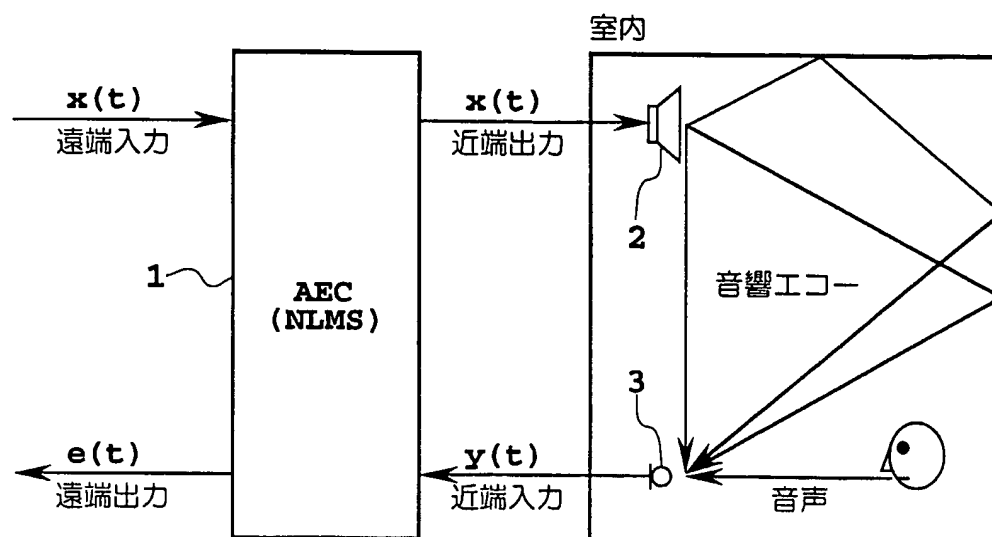 室内
x(t)
遠端入力
x(t)
近端出力
2
1
AEC
(NLMS)
音響エコー
3
e(t)
遠端出力
y(t)
近端入力
音声